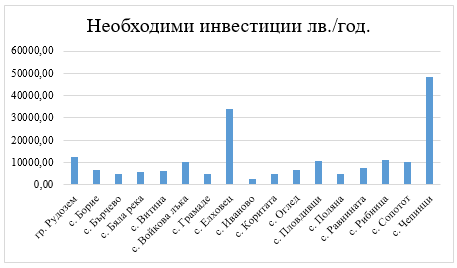 Необходими инвестиции лв./год.
60000,00
50000,00
40000,00
30000,00
20000,00
10000,00
0,00
гр. Рудозем
с. Борие
с. Бърчево
с. Бяла река
с. Витина
с. Войкова лъка
с. Грамаде
с. Елховец
с. Иваново
с. Коритата
с. Оглед
с. Пловдивци
с. Поляна
с. Равнината
с. Рибница
с. Сопотот
с. Чепинци